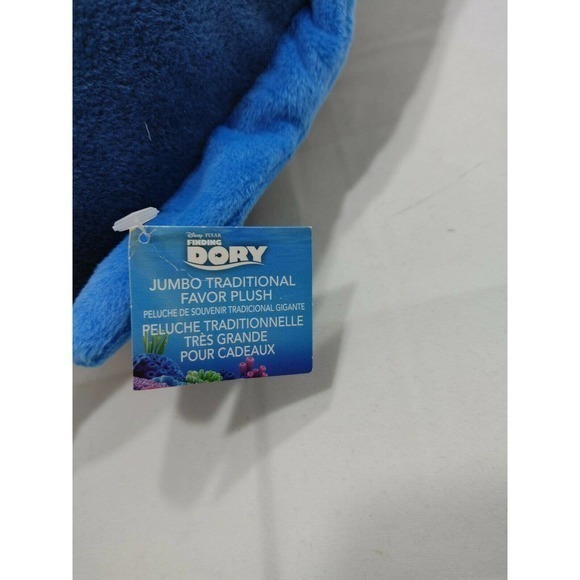 Disney PIXAR
FINDING
DORY
JUMBO TRADITIONAL
FAVOR PLUSH
PELUCHE DE SOUVENIR TRADICIONAL GIGANTE
PELUCHE TRADITIONNELLE
TRÈS GRANDE
POUR CADEAUX